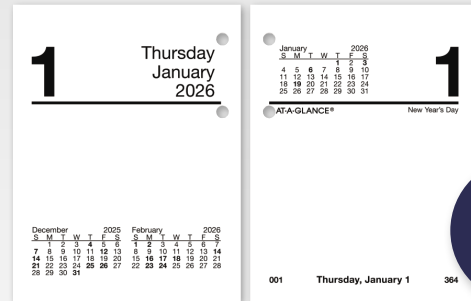 1
Thursday
January
2026
December 2025
S M T W T F S
1 2 3 4 5 6
7 8 9 10 11 12 13
14 15 16 17 18 19 20
21 22 23 24 25 26 27
28 29 30 31
February 2026
S M T W T F S
1 2 3 4 5 6 7
8 9 10 11 12 13 14
15 16 17 18 19 20 21
22 23 24 25 26 27 28
January 2026
S M T W T F S
1 2 3
4 5 6 7 8 9 10
11 12 13 14 15 16 17
18 19 20 21 22 23 24
25 26 27 28 29 30 31
1
AT-A-GLANCE®
New Year's Day
001 Thursday, January 1 364